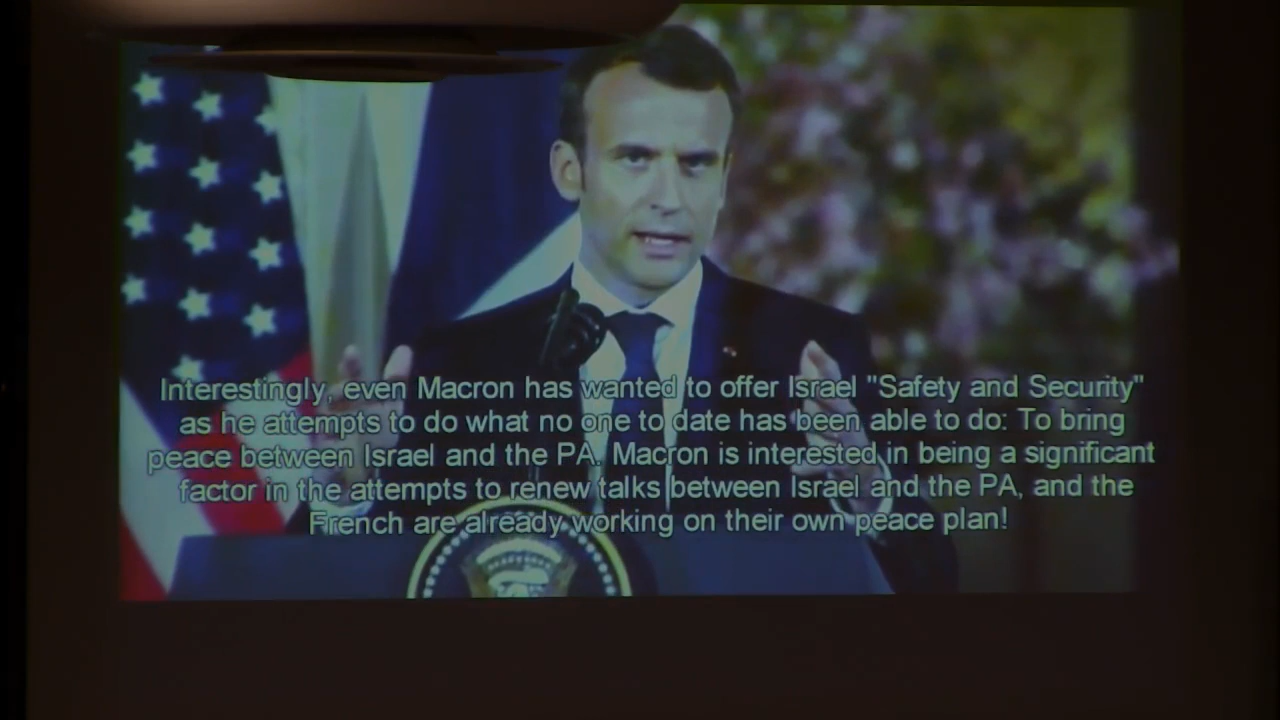 Interestingly, even Macron has wanted to offer Israel "Safety and Security"
as he attempts to do what no one to date has been able to do: To bring
peace between Israel and the PA. Macron is interested in being a significant
factor in the attempts to renew talks between Israel and the PA, and the
French are already working on their own peace plan!